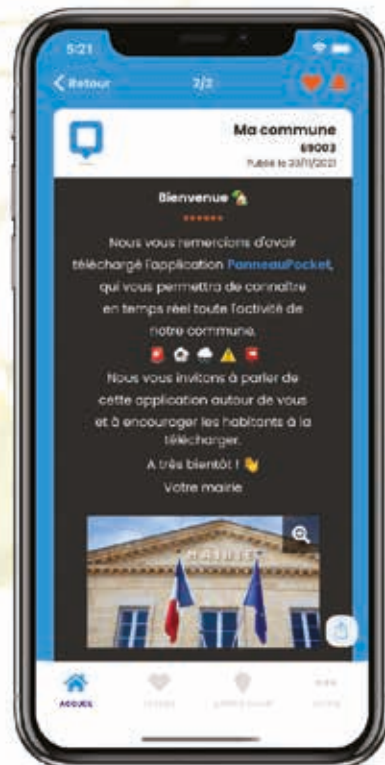 5:21
Retour
2/2
Ma commune
69003
Publié le 23/11/2021
Bienvenue 🏡
Nous vous remercions d'avoir
téléchargé l'application PanneauPocket,
qui vous permettra de connaître
en temps réel toute l'activité de
notre commune.
🚨 ⚽ 🌧 ⚠ 📮
Nous vous invitons à parler de
cette application autour de vous
et à encourager les habitants à la
télécharger.
A très bientôt ! 👋
Votre mairie
MAIRIE
ACCUEIL